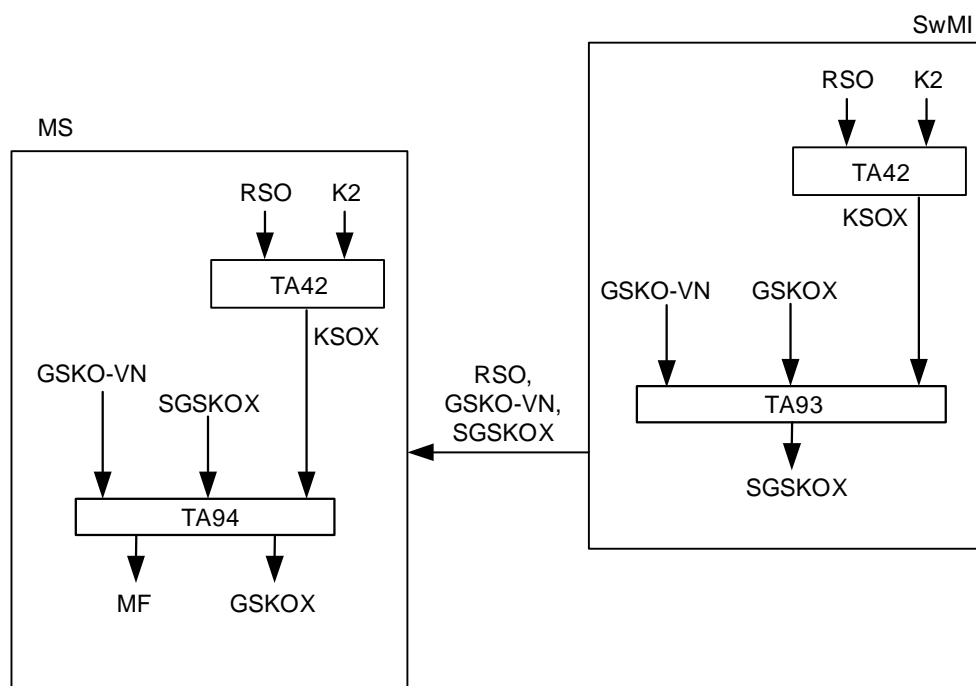 SwMI
RSO K2
TA42
KSOX
GSKO-VN GSKOX
TA93
SGSKOX
MS
RSO K2
TA42
KSOX
GSKO-VN
SGSKOX
TA94
MF GSKOX
RSO,
GSKO-VN,
SGSKOX